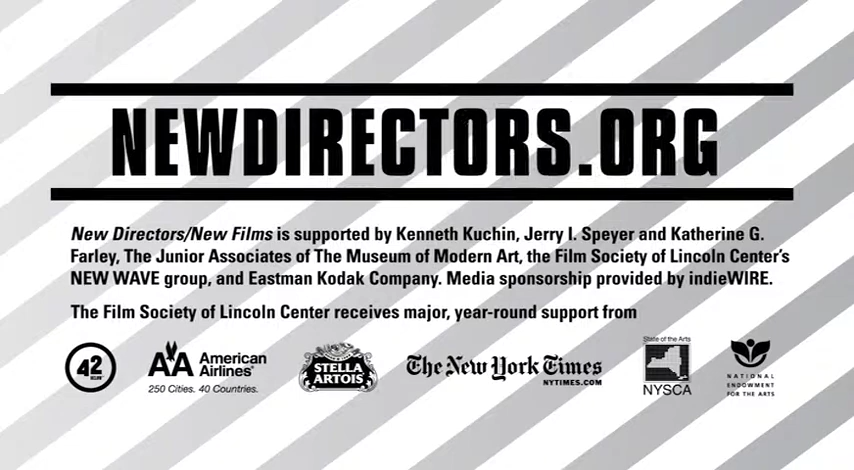 NEWDIRECTORS.ORG
New Directors/New Films is supported by Kenneth Kuchin, Jerry I. Speyer and Katherine G.
Farley, The Junior Associates of The Museum of Modern Art, the Film Society of Lincoln Center's
NEW WAVE group, and Eastman Kodak Company. Media sponsorship provided by indieWIRE.
The Film Society of Lincoln Center receives major, year-round support from
42
AA American
Airlines®
250 Cities. 40 Countries.
STELLA
ARTOIS
The New York Times
NYTIMES.COM
State of the Arts
NYSCA
NATIONAL
ENDOWMENT
FOR THE ARTS